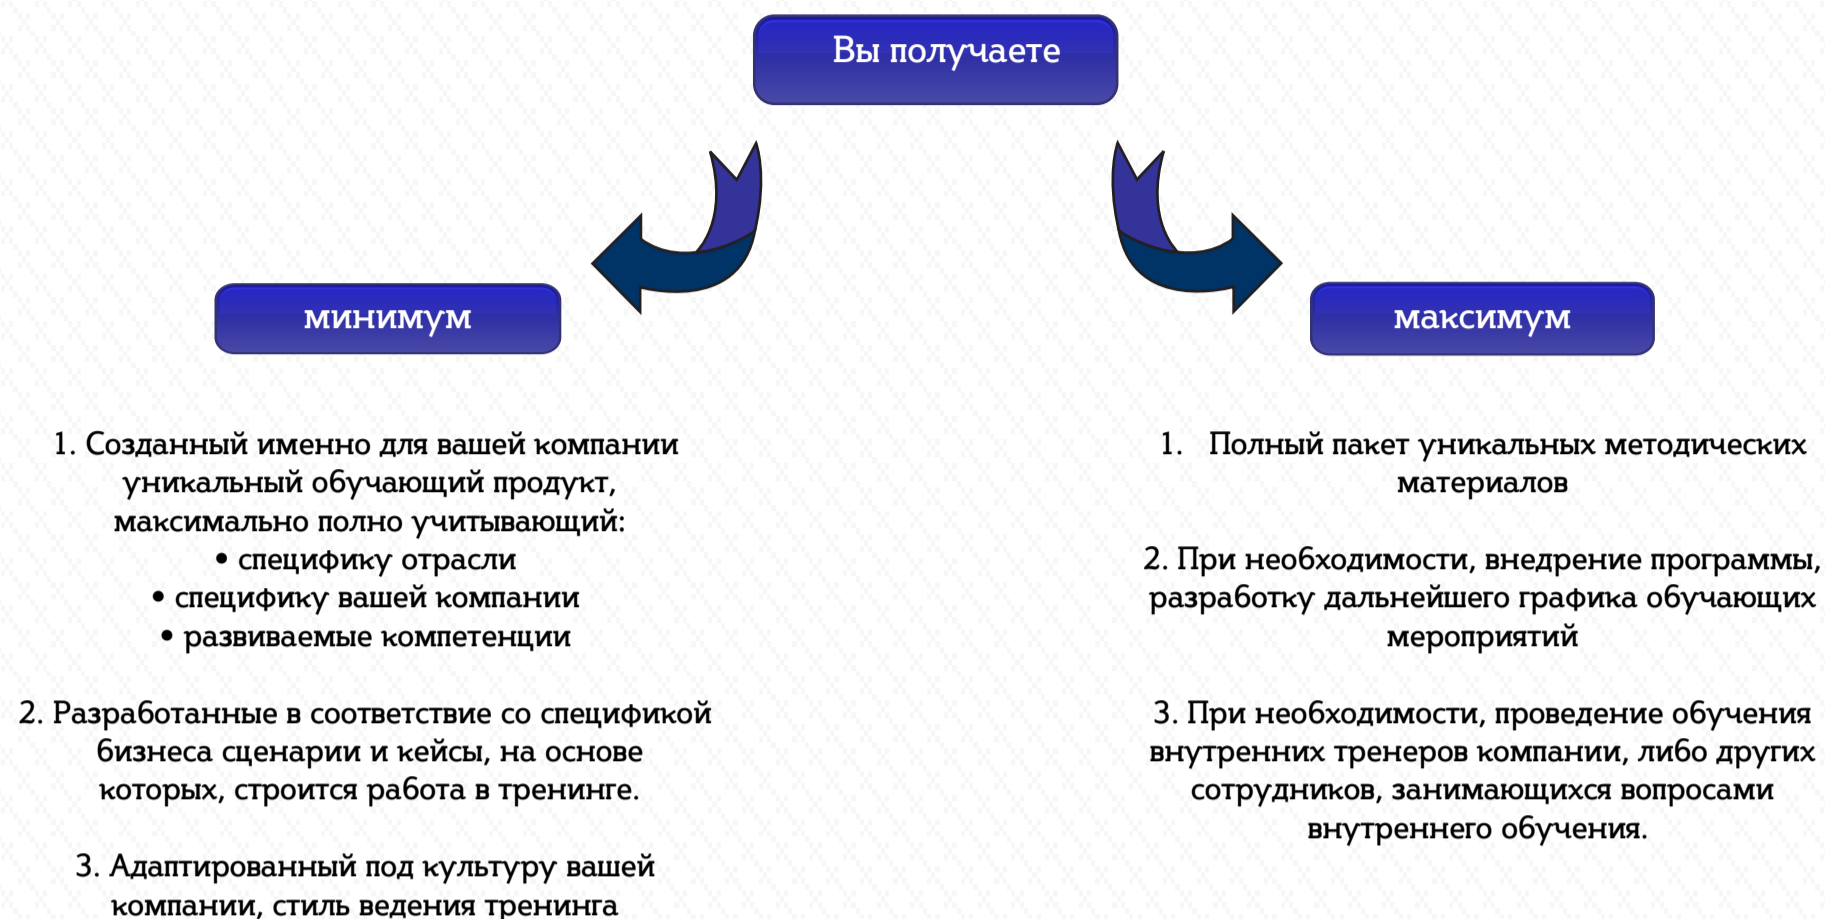 Вы получаете
минимум
1. Созданный именно для вашей компании
уникальный обучающий продукт,
максимально полно учитывающий:
• специфику отрасли
• специфику вашей компании
• развиваемые компетенции
2. Разработанные в соответствие со спецификой
бизнеса сценарии и кейсы, на основе
которых, строится работа в тренинге.
3. Адаптированный под культуру вашей
компании, стиль ведения тренинга
максимум
1. Полный пакет уникальных методических
материалов
2. При необходимости, внедрение программы,
разработку дальнейшего графика обучающих
мероприятий
3. При необходимости, проведение обучения
внутренних тренеров компании, либо других
сотрудников, занимающихся вопросами
внутреннего обучения.